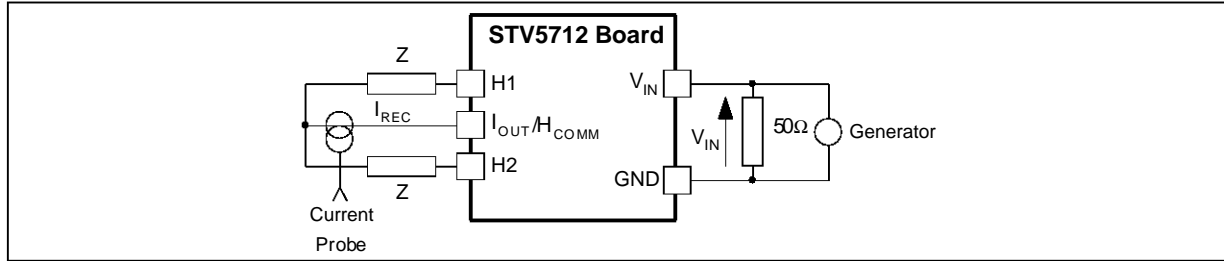 STV5712 Board
Z
H1
V_IN
I_REC
I_OUT/H_COMM
V_IN
50Ω
Generator
H2
GND
Z
Current
Probe